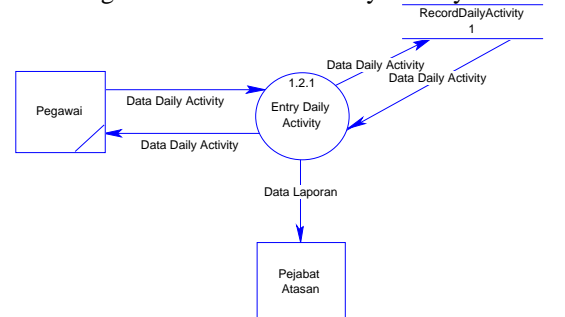 RecordDailyActivity
1
Data Daily Activity
Data Daily Activity
1.2.1
Entry Daily
Activity
Data Daily Activity
Pegawai
Data Daily Activity
Data Laporan
Pejabat
Atasan